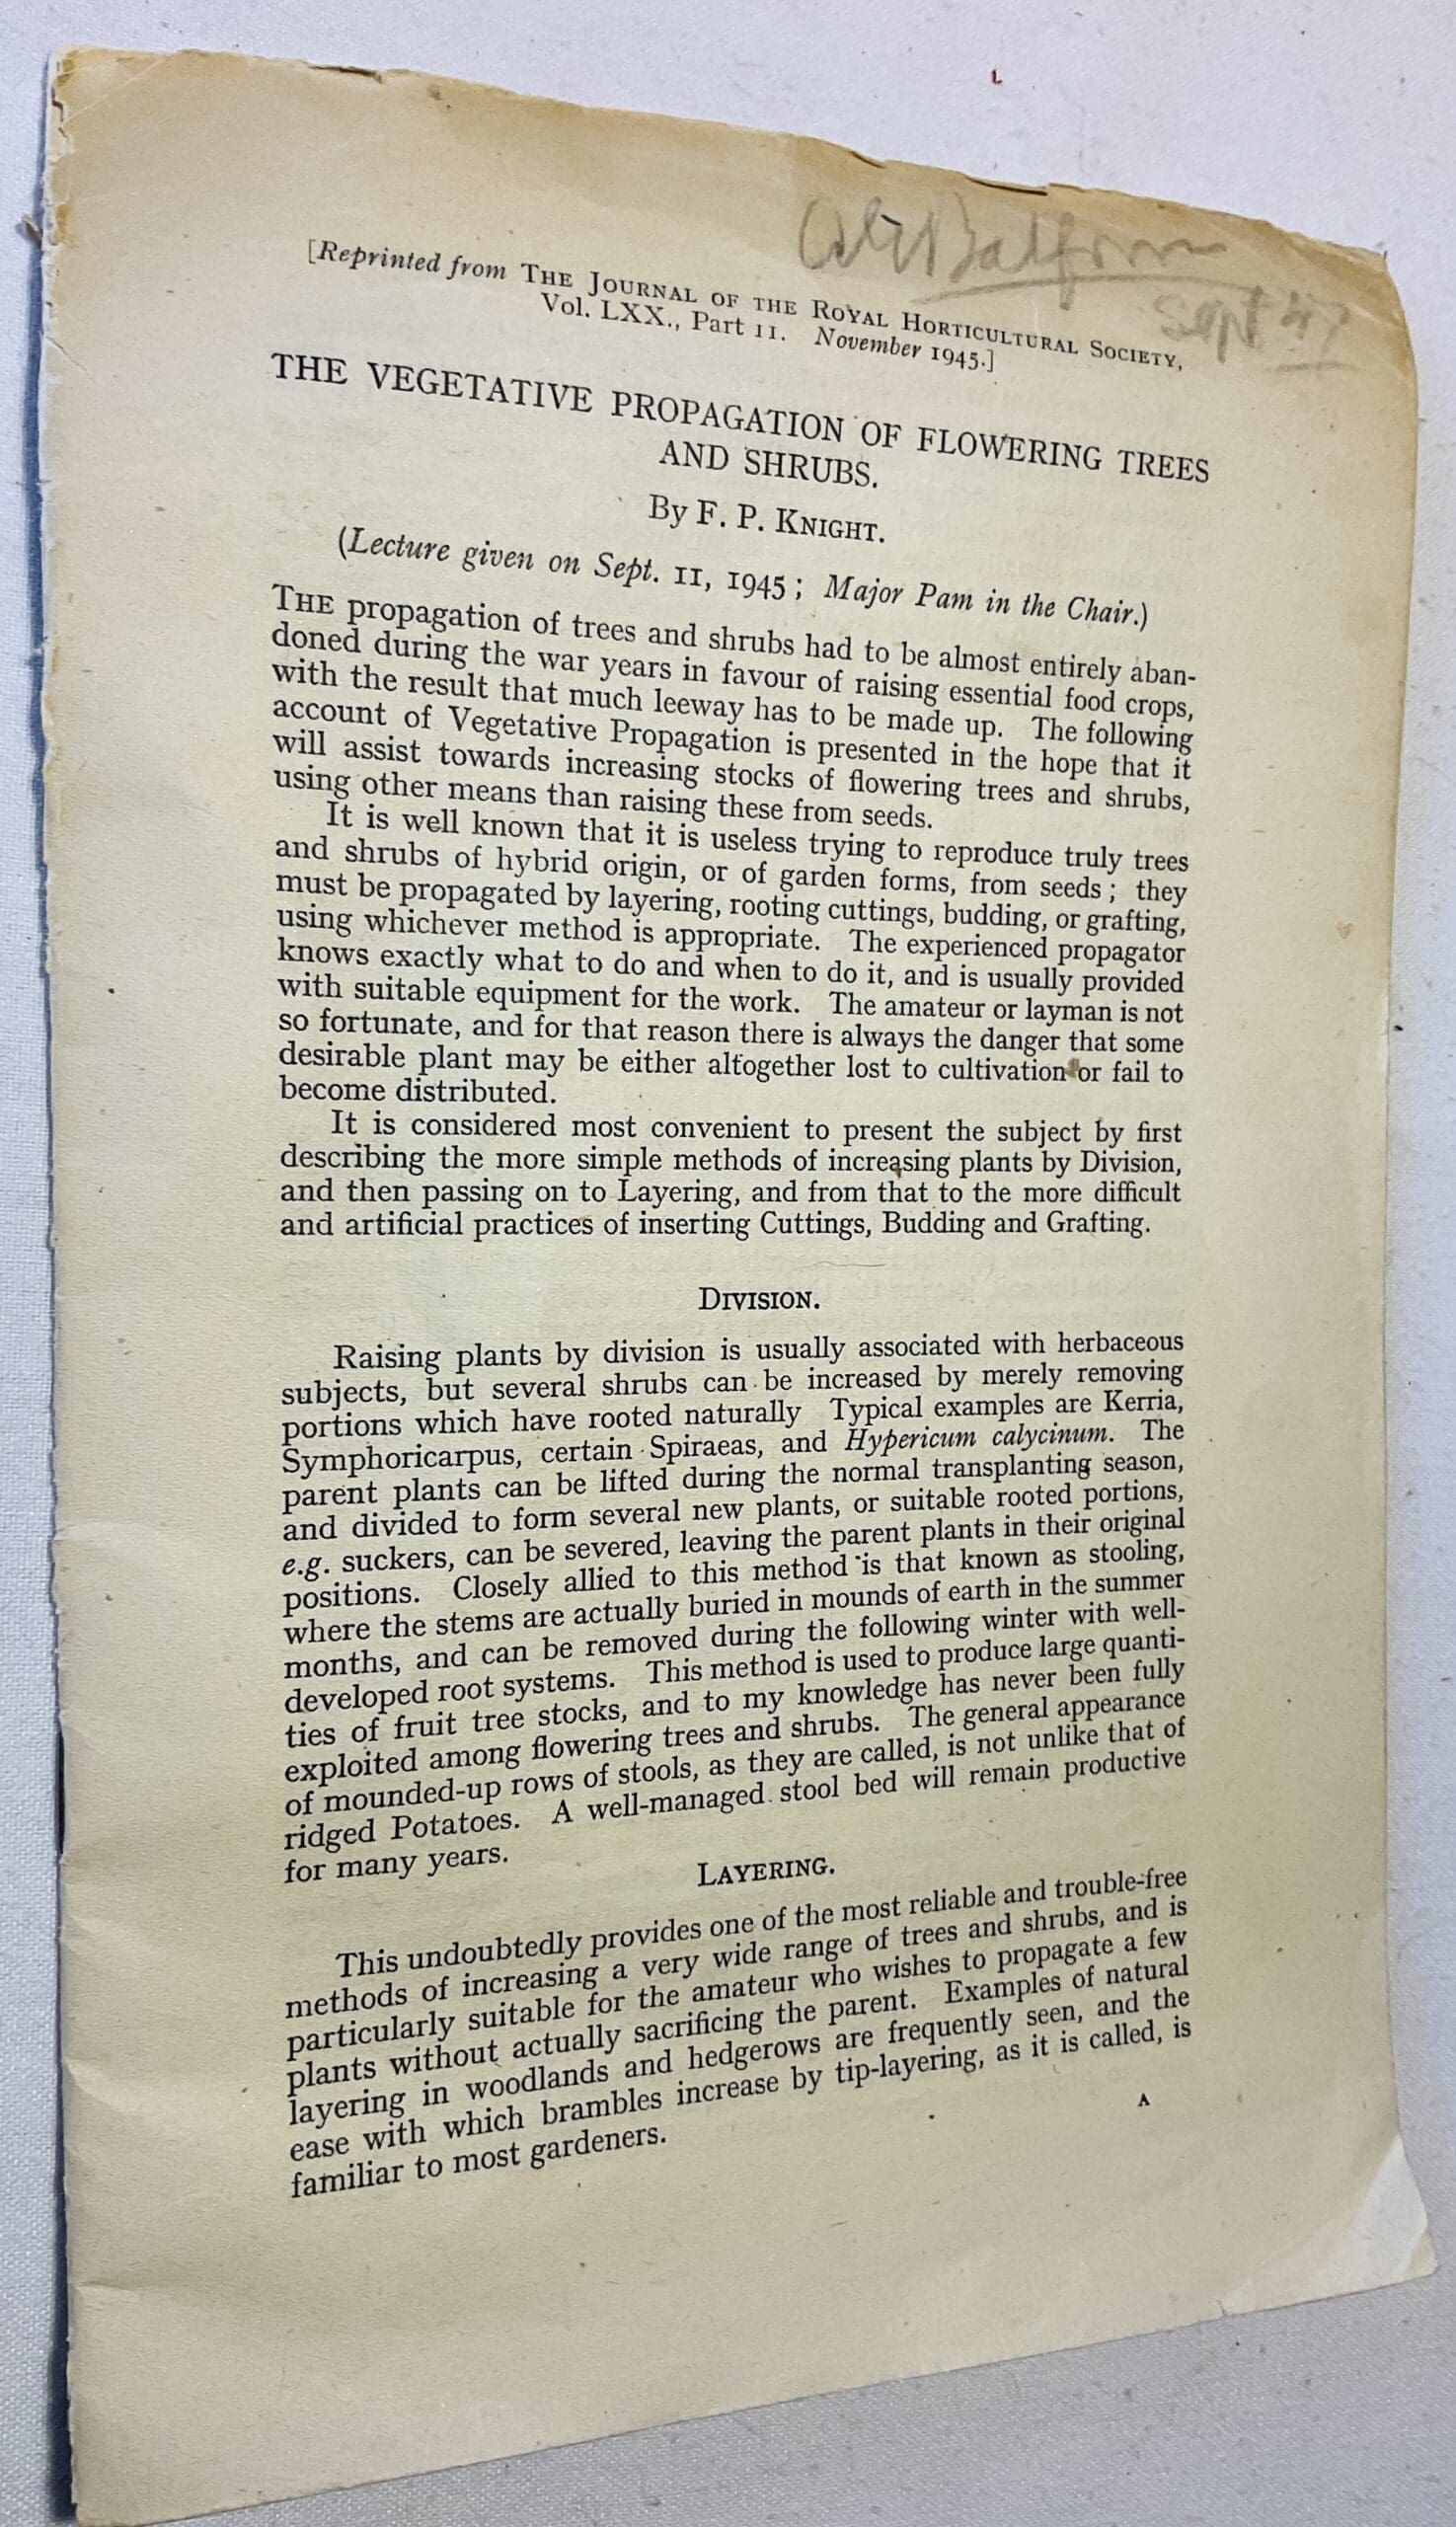 Balfour
Sept 47
[Reprinted from THE JOURNAL OF THE ROYAL HORTICULTURAL SOCIETY,
Vol. LXX., Part 11. November 1945.]
THE VEGETATIVE PROPAGATION OF FLOWERING TREES
AND SHRUBS.
By F. P. KNIGHT.
(Lecture given on Sept. 11, 1945; Major Pam in the Chair.)
THE propagation of trees and shrubs had to be almost entirely aban-
doned during the war years in favour of raising essential food crops,
with the result that much leeway has to be made up. The following
account of Vegetative Propagation is presented in the hope that it
will assist towards increasing stocks of flowering trees and shrubs,
using other means than raising these from seeds.
It is well known that it is useless trying to reproduce truly trees
and shrubs of hybrid origin, or of garden forms, from seeds; they
must be propagated by layering, rooting cuttings, budding, or grafting,
using whichever method is appropriate. The experienced propagator
knows exactly what to do and when to do it, and is usually provided
with suitable equipment for the work. The amateur or layman is not
so fortunate, and for that reason there is always the danger that some
desirable plant may be either altogether lost to cultivation or fail to
become distributed.
It is considered most convenient to present the subject by first
describing the more simple methods of increasing plants by Division,
and then passing on to Layering, and from that to the more difficult
and artificial practices of inserting Cuttings, Budding and Grafting.
DIVISION.
Raising plants by division is usually associated with herbaceous
subjects, but several shrubs can be increased by merely removing
portions which have rooted naturally Typical examples are Kerria,
Symphoricarpus, certain Spiraeas, and Hypericum calycinum. The
parent plants can be lifted during the normal transplanting season,
and divided to form several new plants, or suitable rooted portions,
e.g. suckers, can be severed, leaving the parent plants in their original
positions. Closely allied to this method is that known as stooling,
where the stems are actually buried in mounds of earth in the summer
months, and can be removed during the following winter with well-
developed root systems. This method is used to produce large quanti-
ties of fruit tree stocks, and to my knowledge has never been fully
exploited among flowering trees and shrubs. The general appearance
of mounded-up rows of stools, as they are called, is not unlike that of
ridged Potatoes. A well-managed stool bed will remain productive
for many years.
LAYERING.
This undoubtedly provides one of the most reliable and trouble-free
methods of increasing a very wide range of trees and shrubs, and is
particularly suitable for the amateur who wishes to propagate a few
plants without actually sacrificing the parent. Examples of natural
layering in woodlands and hedgerows are frequently seen, and the
ease with which brambles increase by tip-layering, as it is called, is
familiar to most gardeners.
A